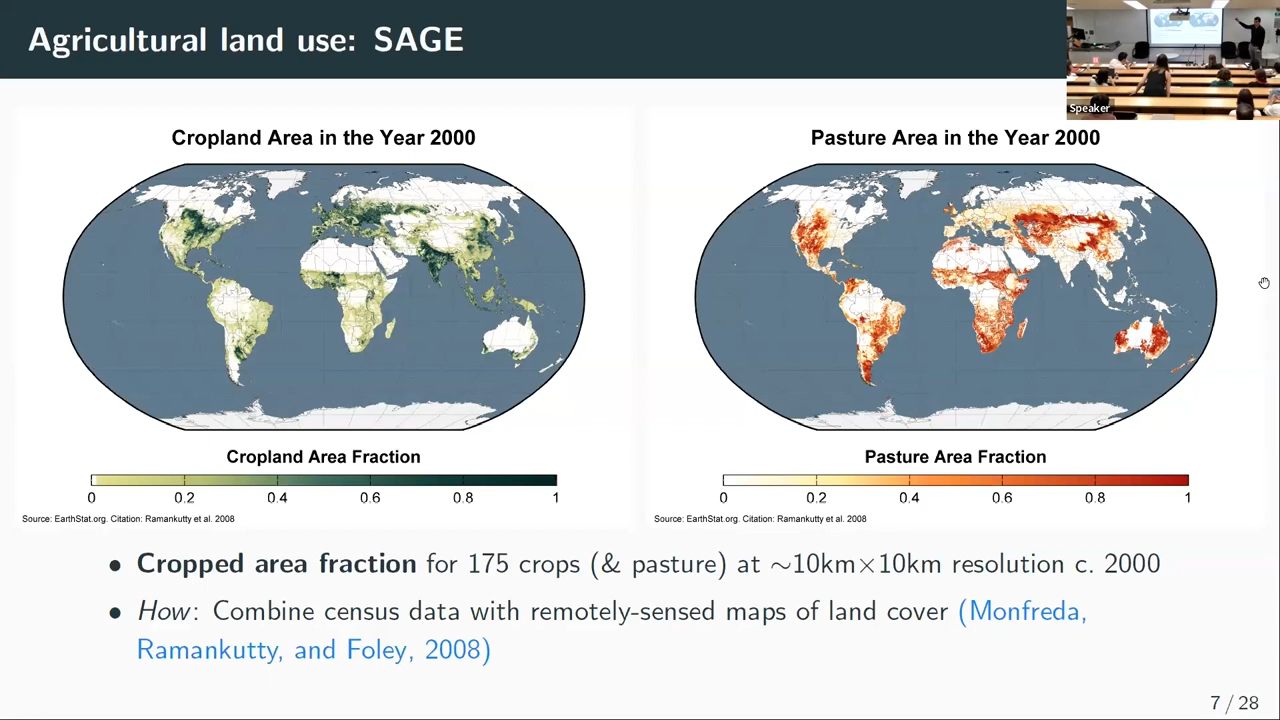 Agricultural land use: SAGE
Speaker
Cropland Area in the Year 2000
Cropland Area Fraction
0 0.2 0.4 0.6 0.8 1
Source: EarthStat.org. Citation: Ramankutty et al. 2008
Pasture Area in the Year 2000
Pasture Area Fraction
0 0.2 0.4 0.6 0.8 1
Source: EarthStat.org. Citation: Ramankutty et al. 2008
• Cropped area fraction for 175 crops (& pasture) at ~10km×10km resolution c. 2000
• How: Combine census data with remotely-sensed maps of land cover (Monfreda,
Ramankutty, and Foley, 2008)
7 / 28